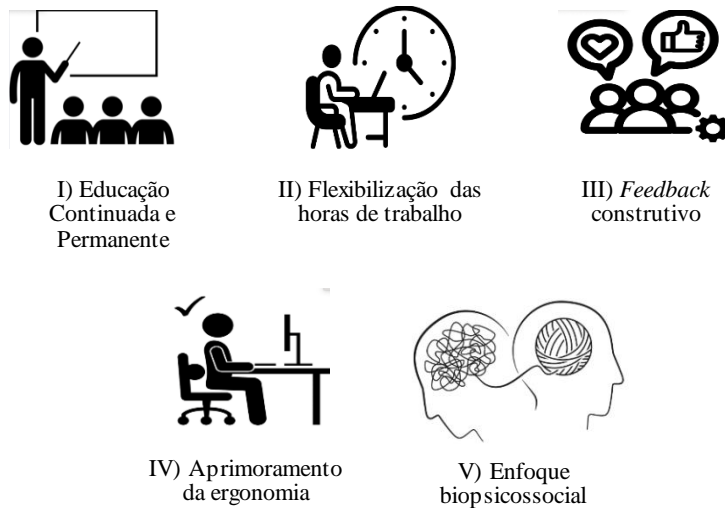 I) Educação
Continuada e
Permanente
II) Flexibilização das
horas de trabalho
III) Feedback
construtivo
IV) Aprimoramento
da ergonomia
V) Enfoque
biopsicossocial